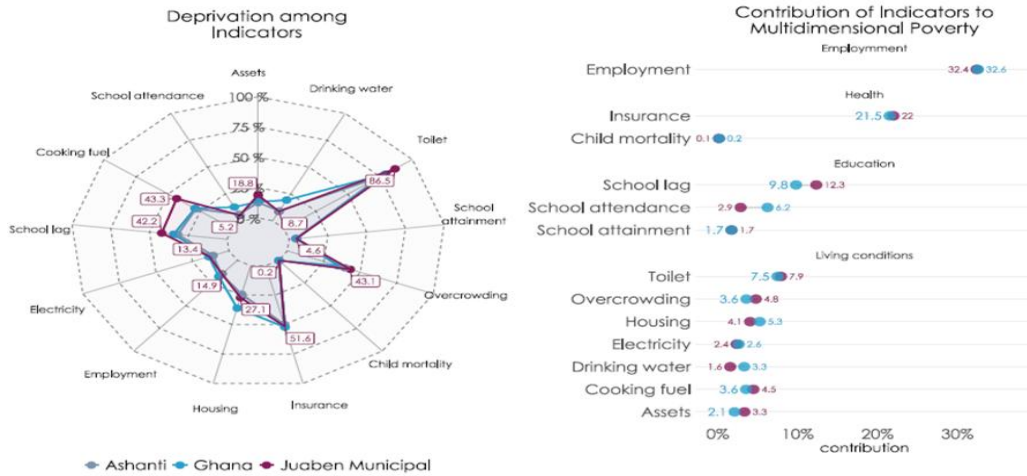 Deprivation among
Indicators
Assets
100 %
School attendance
Drinking water
75 %
Cooking fuel
Toilet
50 %
18.8
86.5
43.3
School
attainment
42.2
5.2
8.7
School lag
4.6
13.4
43.1
0.2
Overcrowding
14.9
Electricity
27.1
51.6
Child mortality
Employment
Housing
Insurance
Ashanti
Ghana
Juaben Municipal
Contribution of Indicators to
Multidimensional Poverty
Employmment
Employment 32.4 32.6
Health
Insurance 21.5 22
Child mortality 0.1 0.2
Education
School lag 9.8 12.3
School attendance 2.9 6.2
School attainment 1.7 1.7
Living conditions
Toilet 7.5 7.9
Overcrowding 3.6 4.8
Housing 4.1 5.3
Electricity 2.4 2.6
Drinking water 1.6 3.3
Cooking fuel 3.6 4.5
Assets 2.1 3.3
0% 10% 20% 30%
contribution